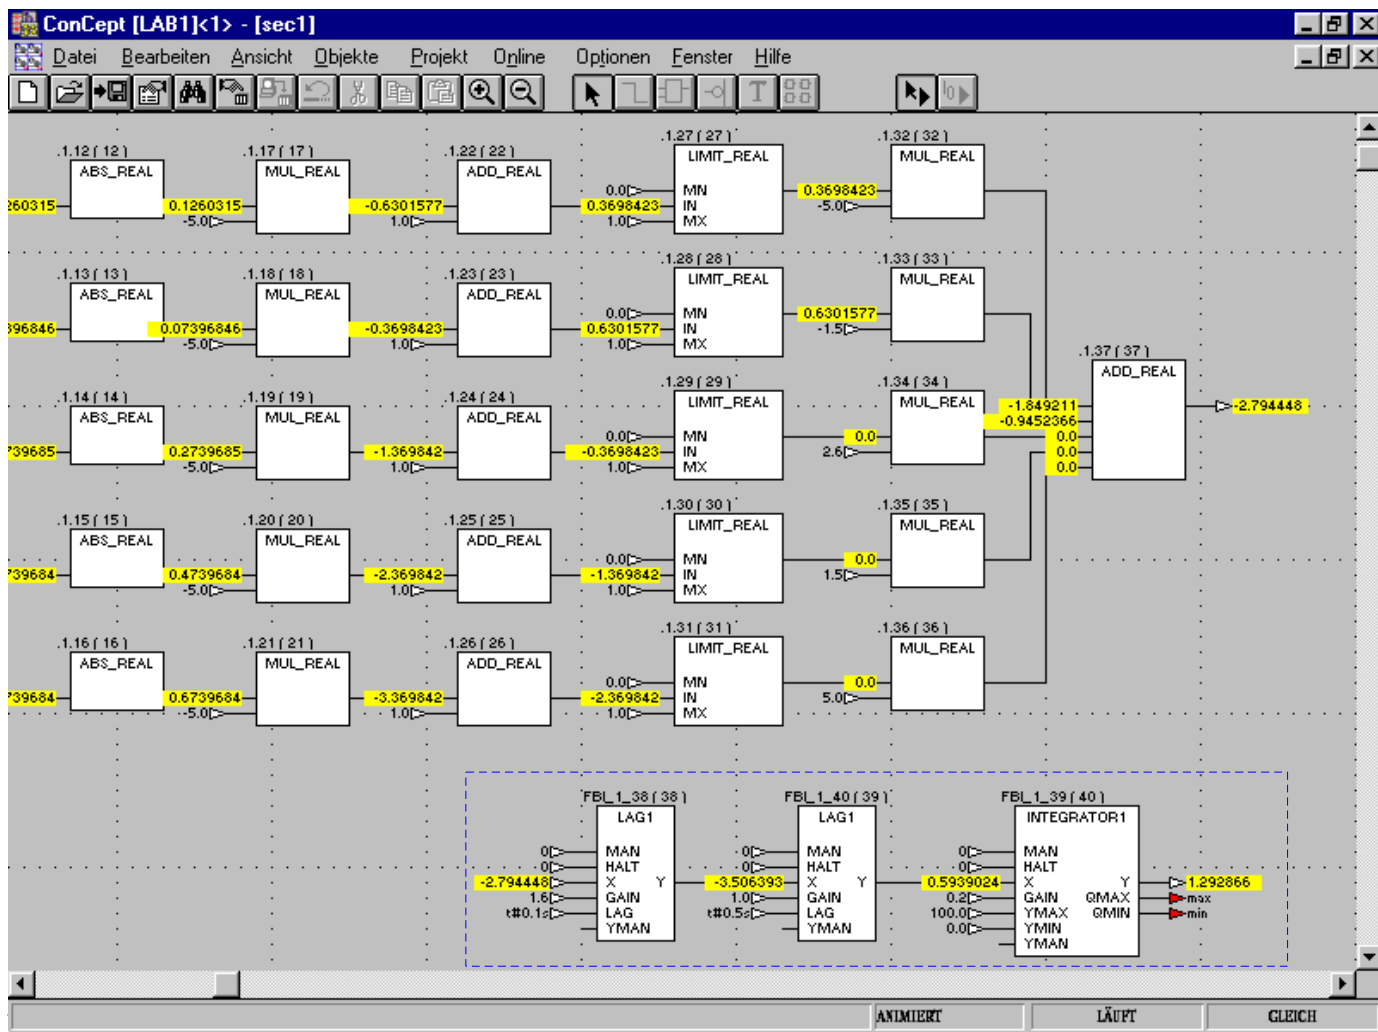 ConCept [LAB1]<1> - [sec1]
Datei Bearbeiten Ansicht Objekte Projekt Online Optionen Fenster Hilfe
.1.12 ( 12 ) .1.17 ( 17 ) .1.22 ( 22 ) .1.27 ( 27 ) .1.32 ( 32 )
ABS_REAL MUL_REAL ADD_REAL LIMIT_REAL MUL_REAL
0.0 MN 0.3698423
260315 0.1260315 -0.6301577 0.3698423 IN -5.0
-5.0 1.0 1.0 MX
.1.13 ( 13 ) .1.18 ( 18 ) .1.23 ( 23 ) .1.28 ( 28 ) .1.33 ( 33 )
ABS_REAL MUL_REAL ADD_REAL LIMIT_REAL MUL_REAL
0.0 MN 0.6301577
396846 0.07396846 -0.3698423 0.6301577 IN -1.5
-5.0 1.0 1.0 MX
.1.37 ( 37 )
ADD_REAL
.1.14 ( 14 ) .1.19 ( 19 ) .1.24 ( 24 ) .1.29 ( 29 ) .1.34 ( 34 )
ABS_REAL MUL_REAL ADD_REAL LIMIT_REAL MUL_REAL
-1.849211 -2.794448
-0.9452366
0.0 MN 0.0 0.0
739685 0.2739685 -1.369842 -0.3698423 IN 2.6 0.0
-5.0 1.0 1.0 MX 0.0
.1.15 ( 15 ) .1.20 ( 20 ) .1.25 ( 25 ) .1.30 ( 30 ) .1.35 ( 35 )
ABS_REAL MUL_REAL ADD_REAL LIMIT_REAL MUL_REAL
0.0 MN 0.0
739684 0.4739684 -2.369842 -1.369842 IN 1.5
-5.0 1.0 1.0 MX
.1.16 ( 16 ) .1.21 ( 21 ) .1.26 ( 26 ) .1.31 ( 31 ) .1.36 ( 36 )
ABS_REAL MUL_REAL ADD_REAL LIMIT_REAL MUL_REAL
0.0 MN 0.0
739684 0.6739684 -3.369842 -2.369842 IN 5.0
-5.0 1.0 1.0 MX
FBI_1_38 ( 38 ) FBI_1_40 ( 39 ) FBI_1_39 ( 40 )
LAG1 LAG1 INTEGRATOR1
0 MAN 0 MAN 0 MAN
0 HALT 0 HALT 0 HALT
-2.794448 X Y -3.506393 X Y 0.5939024 X Y 1.292866
1.6 GAIN 1.0 GAIN 0.2 GAIN QMAX max
t#0.1s LAG t#0.5s LAG 100.0 YMAX QMIN min
YMAN YMAN 0.0 YMIN
YMAN
ANIMIERT LÄUFT GLEICH